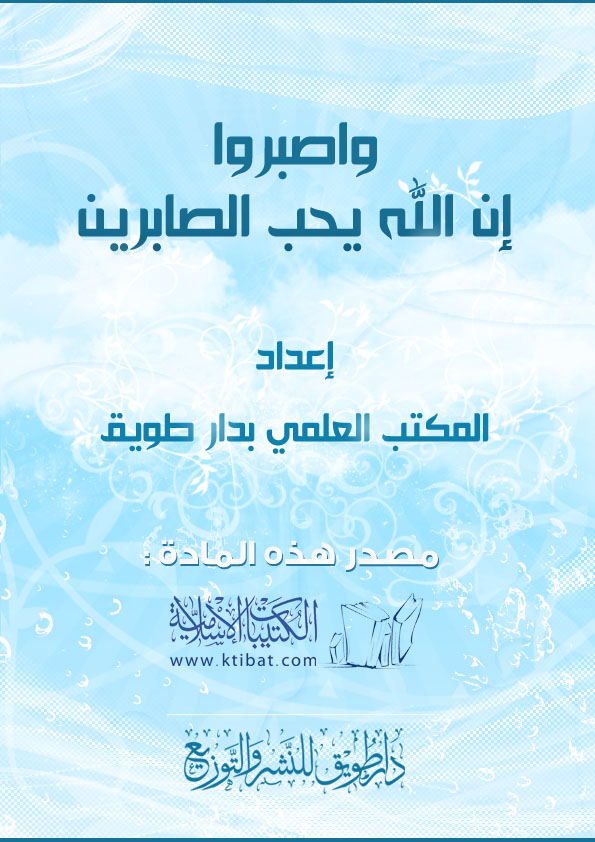 واصبروا
إن الله يحب الصابرين
إعداد
المكتب العلمي بدار طويق
مصدر هذه المادة :
الكتيبات الإسلامية
www.ktibat.com
دار طويق للنشر والتوزيع